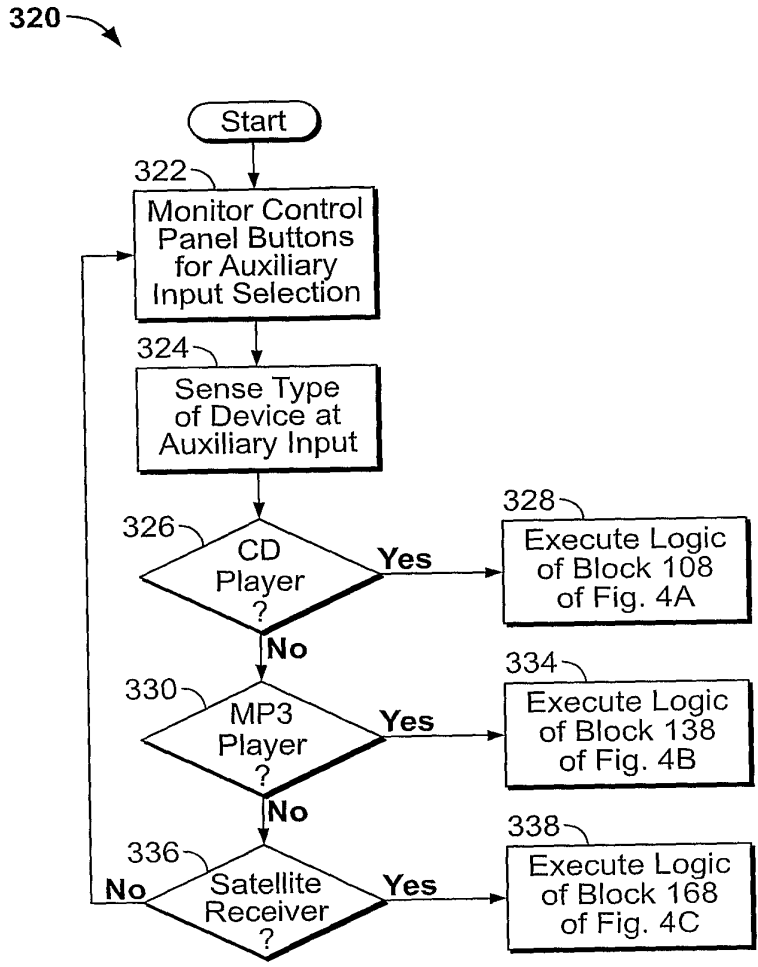 320
Start
322
Monitor Control
Panel Buttons
for Auxiliary
Input Selection
324
Sense Type
of Device at
Auxiliary Input
326
CD
Player
?
Yes
328
Execute Logic
of Block 108
of Fig. 4A
No
330
MP3
Player
?
Yes
334
Execute Logic
of Block 138
of Fig. 4B
No
336
Satellite
Receiver
?
No
Yes
338
Execute Logic
of Block 168
of Fig. 4C